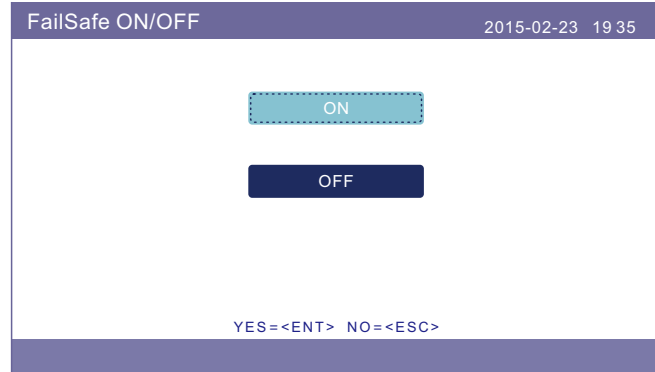 FailSafe ON/OFF
2015-02-23 19 35
ON
OFF
YES=<ENT> NO=<ESC>